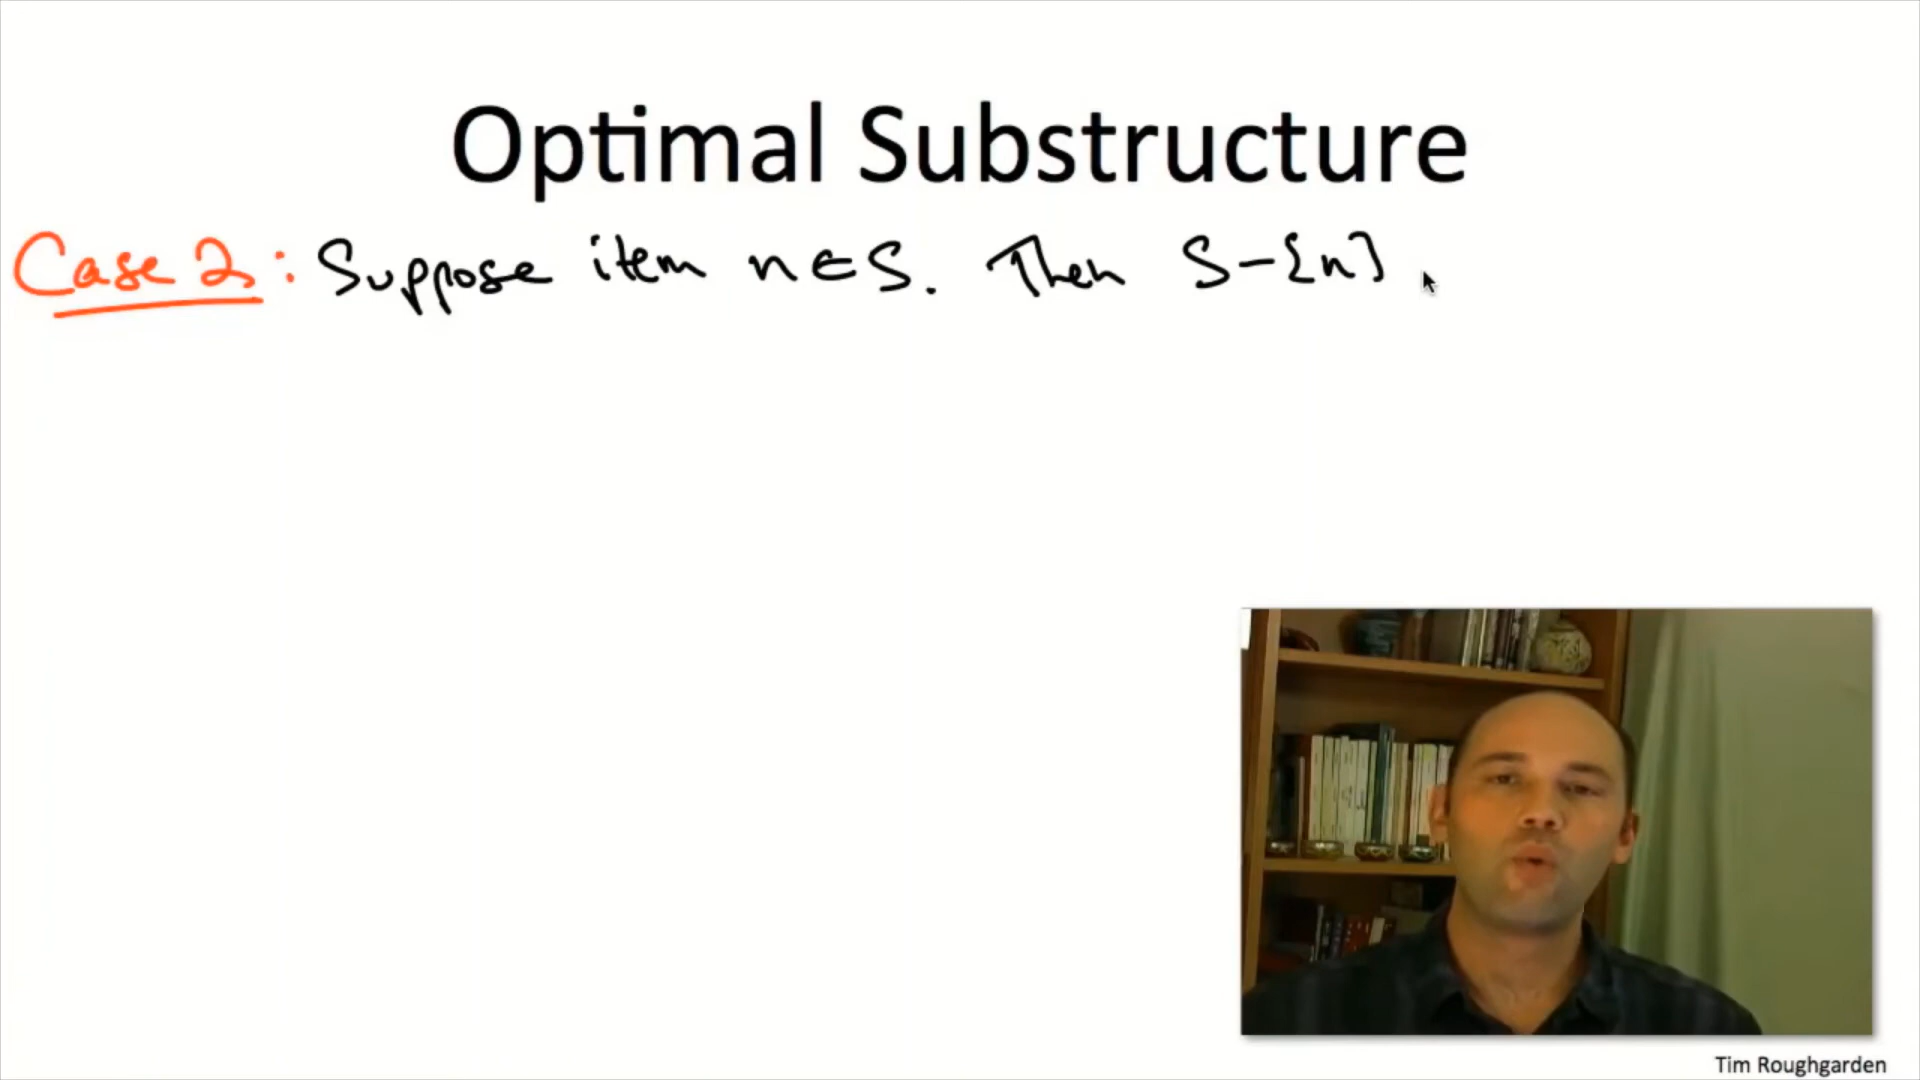 Optimal Substructure
Case 2: Suppose item n∈S. Then S-{n}
Tim Roughgarden